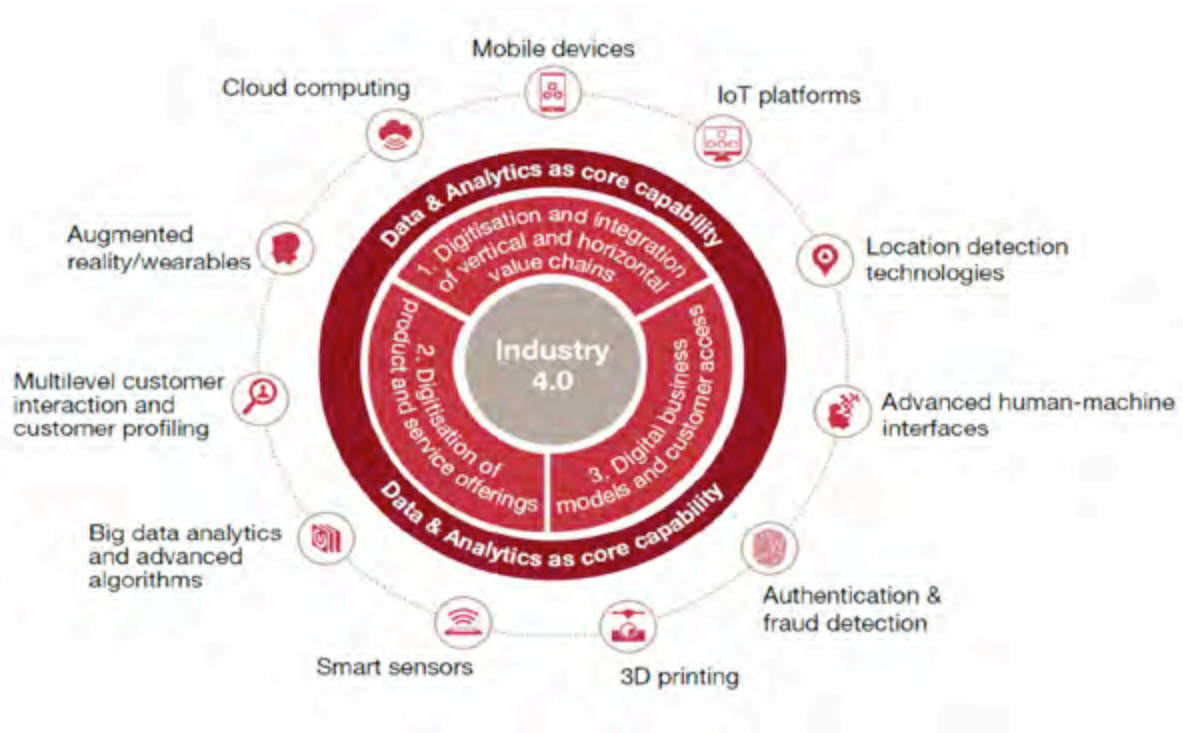 Mobile devices
Cloud computing
IoT platforms
Data & Analytics as core capability
1. Digitisation and integration
of vertical and horizontal
value chains
Augmented
reality/wearables
Location detection
technologies
Industry
4.0
2. Digitisation of
product and service offerings
3. Digital business
models and customer access
Multilevel customer
interaction and
customer profiling
Advanced human-machine
interfaces
Data & Analytics as core capability
Big data analytics
and advanced
algorithms
Authentication &
fraud detection
Smart sensors
3D printing